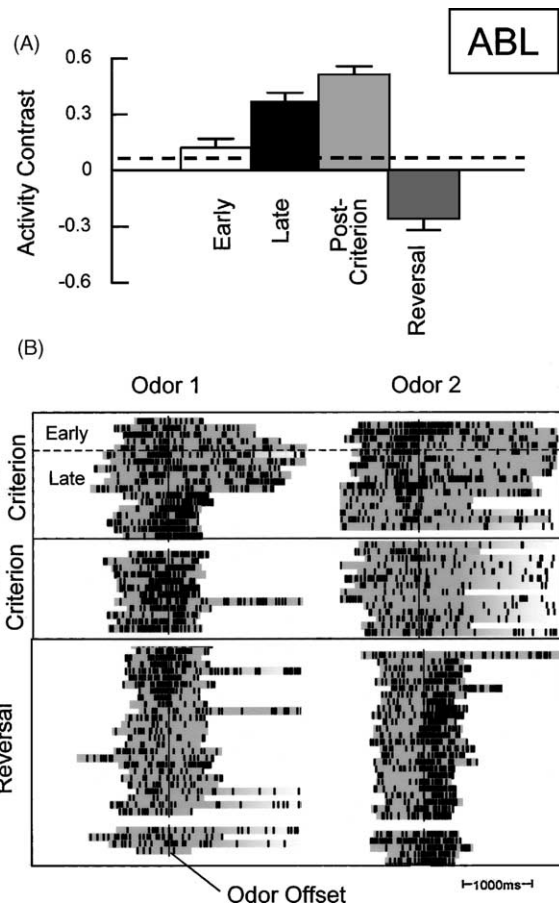 (A)
ABL
Activity Contrast
0.6
0.3
0
-0.3
-0.6
Early
Late
Post-
Criterion
Reversal
(B)
Odor 1
Odor 2
Early
Late
Criterion
Criterion
Reversal
Odor Offset
1000ms